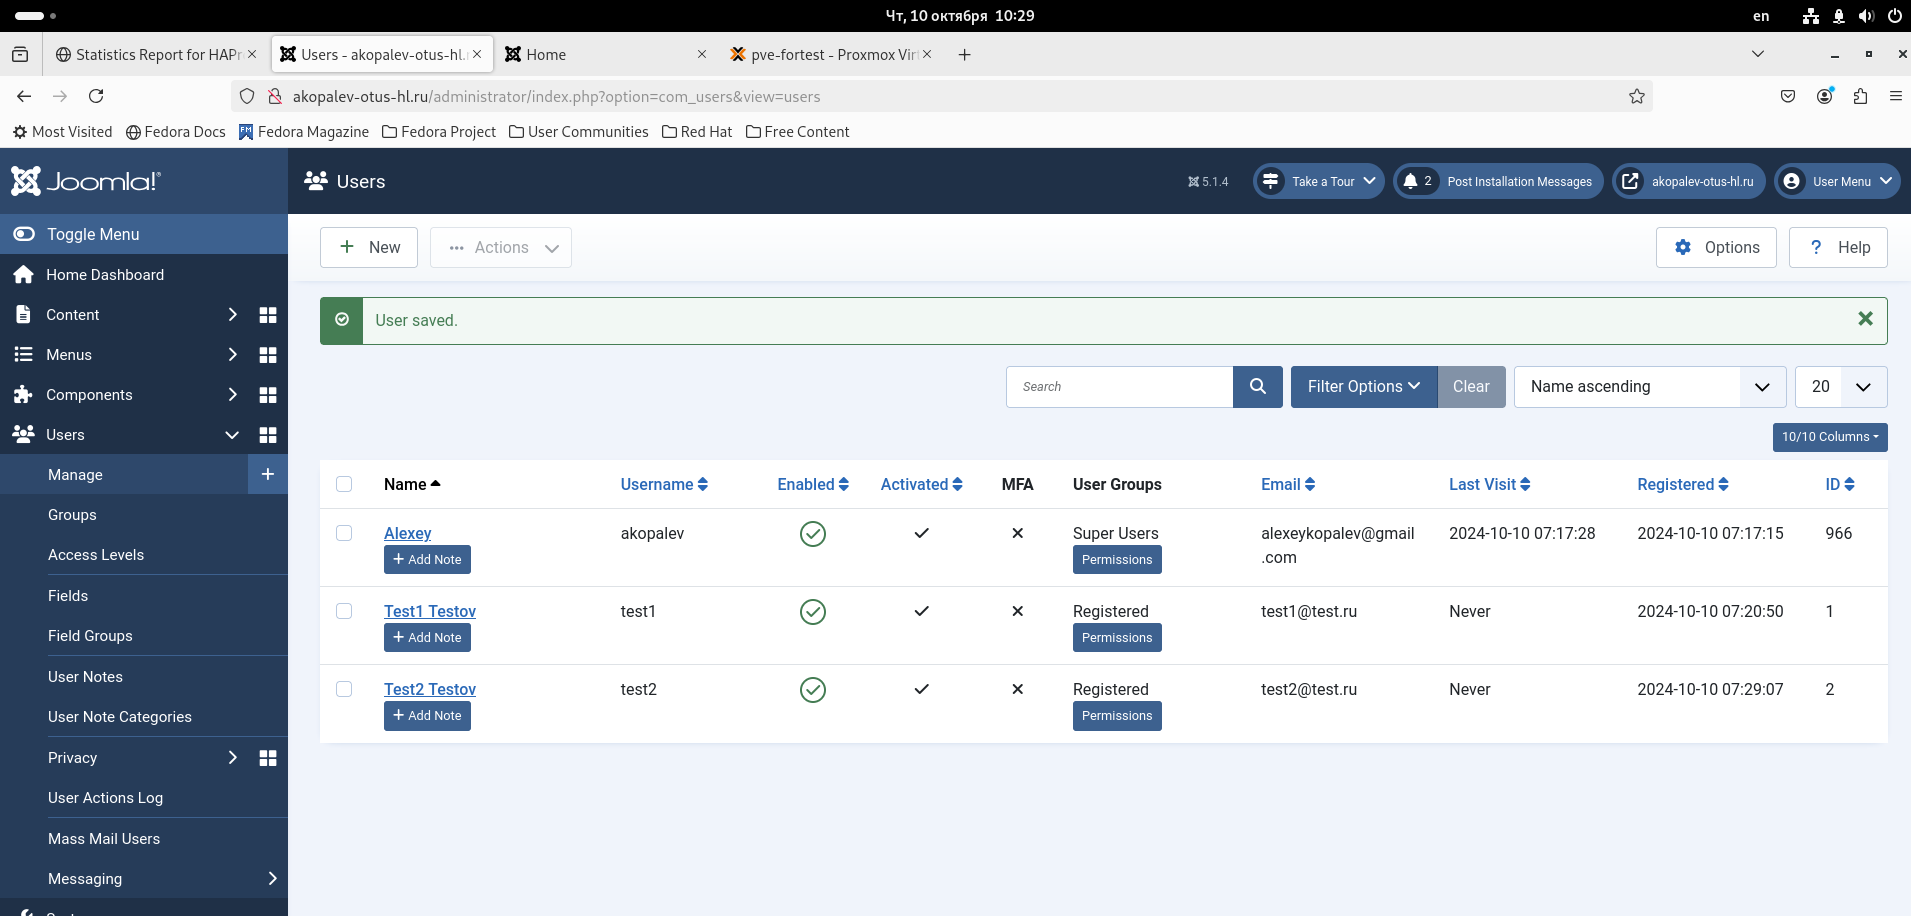 Чт, 10 октября 10:29
en
Statistics Report for HAPr
Users - akopalev-otus-hl.r
Home
pve-fortest - Proxmox Virt
akopalev-otus-hl.ru/administrator/index.php?option=com_users&view=users
Most Visited
Fedora Docs
Fedora Magazine
Fedora Project
User Communities
Red Hat
Free Content
Joomla!®
Users
5.1.4
Take a Tour
2 Post Installation Messages
akopalev-otus-hl.ru
User Menu
Toggle Menu
Home Dashboard
Content
Menus
Components
Users
Manage
Groups
Access Levels
Fields
Field Groups
User Notes
User Note Categories
Privacy
User Actions Log
Mass Mail Users
Messaging
New
Actions
Options
? Help
User saved.
Search
Filter Options
Clear
Name ascending
20
10/10 Columns
Name Username Enabled Activated MFA User Groups Email Last Visit Registered ID
Alexey akopalev Super Users alexeykopalev@gmail 2024-10-10 07:17:28 2024-10-10 07:17:15 966
.com
+ Add Note Permissions
Test1 Testov test1 Registered test1@test.ru Never 2024-10-10 07:20:50 1
+ Add Note Permissions
Test2 Testov test2 Registered test2@test.ru Never 2024-10-10 07:29:07 2
+ Add Note Permissions